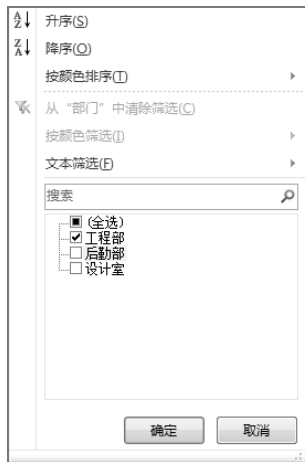 升序(S)
降序(O)
按颜色排序(T)
从“部门”中清除筛选(C)
按颜色筛选(I)
文本筛选(F)
搜索
(全选)
工程部
后勤部
设计室
确定 取消